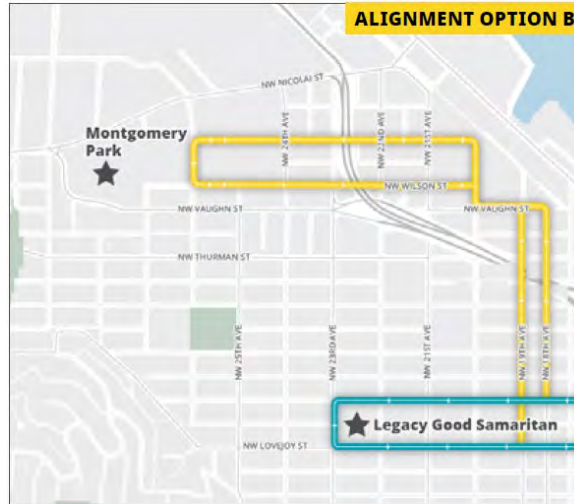 ALIGNMENT OPTION B
NW NICOLAI ST
Montgomery
Park
NW 24TH AVE
NW 22ND AVE
NW 21ST AVE
NW WILSON ST
NW VAUGHN ST
NW VAUGHN ST
NW THURMAN ST
NW 25TH AVE
NW 23RD AVE
NW 21ST AVE
NW 19TH AVE
NW 18TH AVE
Legacy Good Samaritan
NW LOVEJOY ST